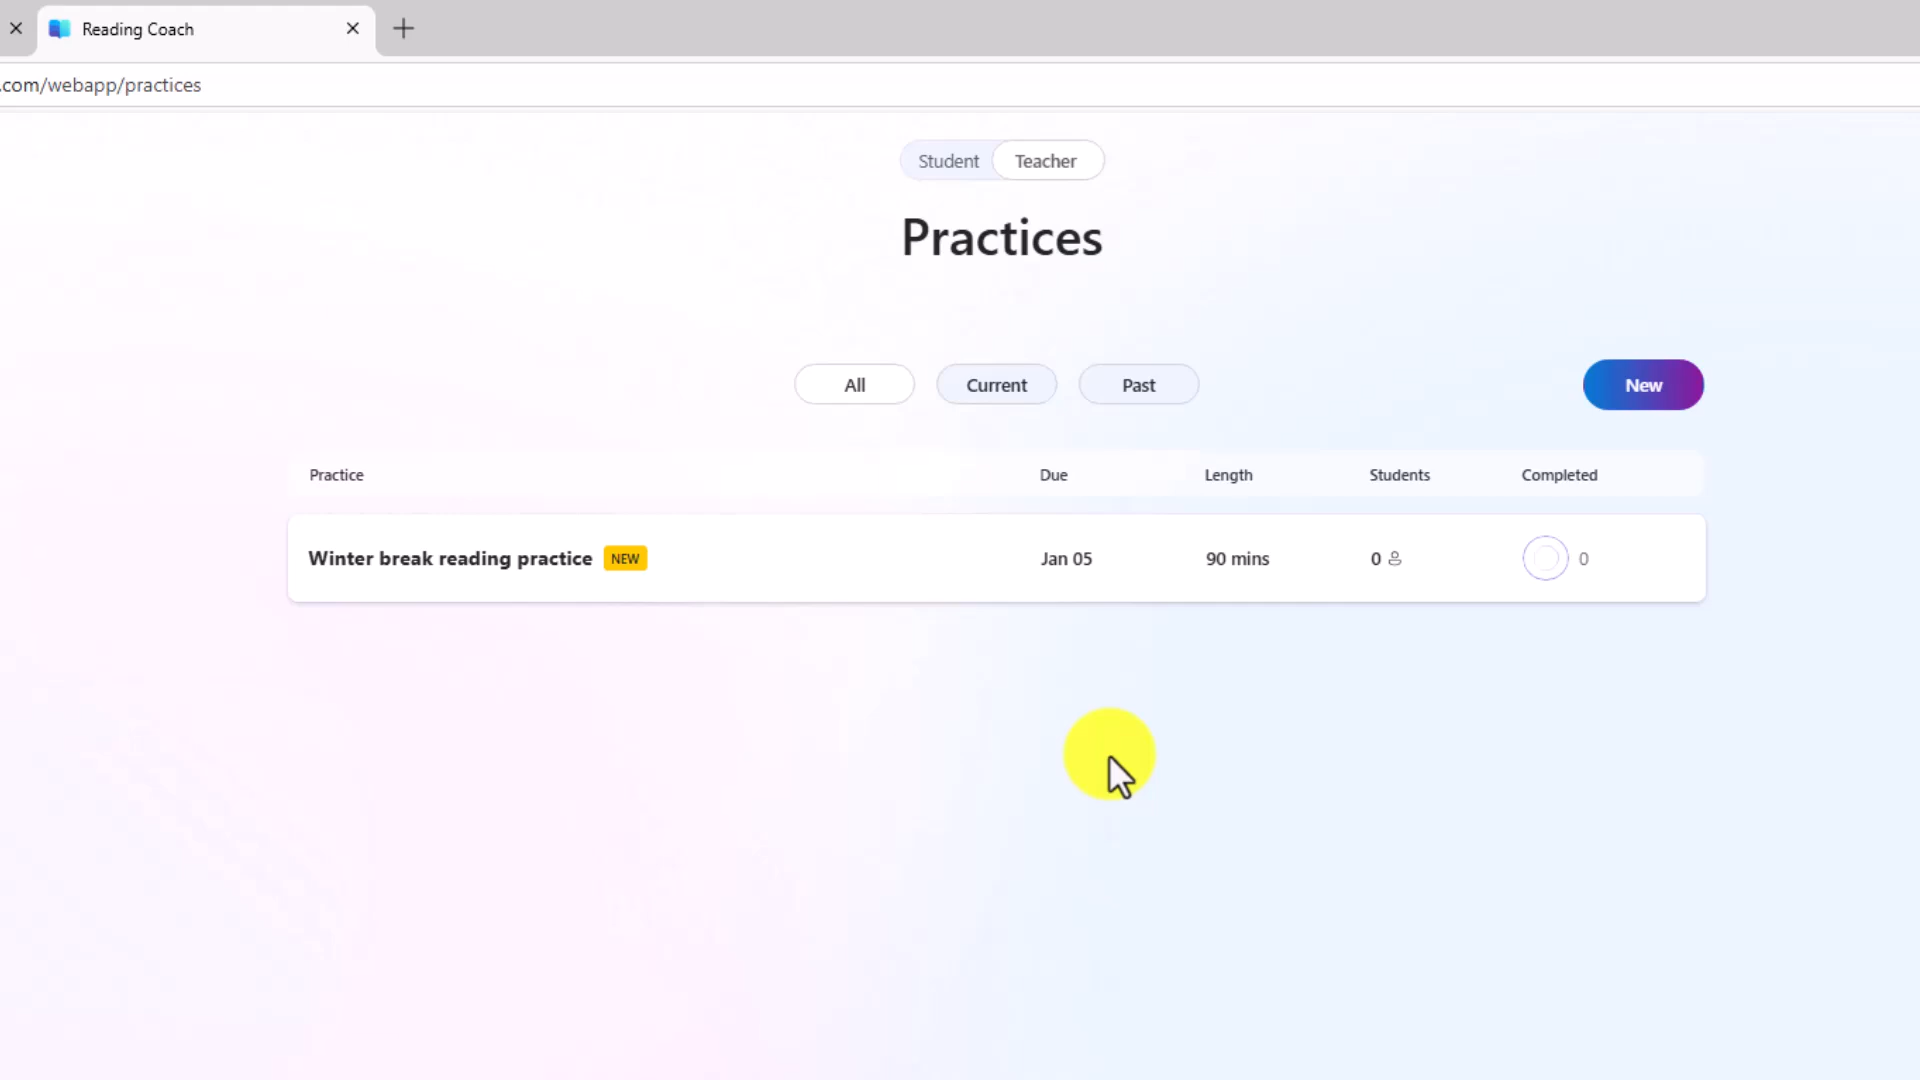 Reading Coach
.com/webapp/practices
Student Teacher
Practices
All Current Past New
Practice Due Length Students Completed
Winter break reading practice NEW Jan 05 90 mins 0 0